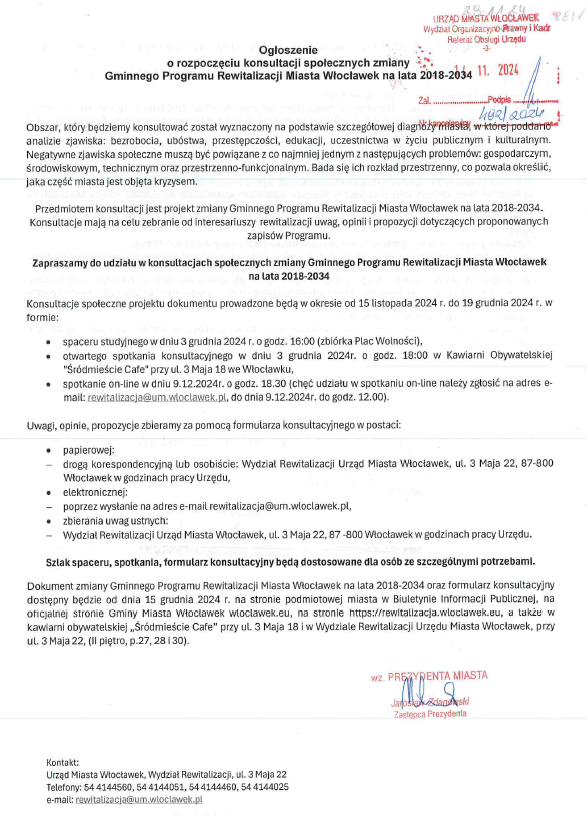 URZĄD MIASTA WŁOCŁAWEK
Wydział Organizacyjno-Prawny i Kadr
Referat Obsługi Urzędu
-3-
Ogłoszenie
o rozpoczęciu konsultacji społecznych zmiany
Gminnego Programu Rewitalizacji Miasta Włocławek na lata 2018-2034
11. 2024
Zał. Podpis
Obszar, który będziemy konsultować został wyznaczony na podstawie szczegółowej diagnozy miasta, w której poddano
analizie zjawiska: bezrobocia, ubóstwa, przestępczości, edukacji, uczestnictwa w życiu publicznym i kulturalnym.
Negatywne zjawiska społeczne muszą być powiązane z co najmniej jednym z następujących problemów: gospodarczym,
środowiskowym, technicznym oraz przestrzenno-funkcjonalnym. Bada się ich rozkład przestrzenny, co pozwala określić,
jaka część miasta jest objęta kryzysem.
Przedmiotem konsultacji jest projekt zmiany Gminnego Programu Rewitalizacji Miasta Włocławek na lata 2018-2034.
Konsultacje mają na celu zebranie od interesariuszy rewitalizacji uwag, opinii i propozycji dotyczących proponowanych
zapisów Programu.
Zapraszamy do udziału w konsultacjach społecznych zmiany Gminnego Programu Rewitalizacji Miasta Włocławek
na lata 2018-2034
Konsultacje społeczne projektu dokumentu prowadzone będą w okresie od 15 listopada 2024 r. do 19 grudnia 2024 r. w
formie:
• spaceru studyjnego w dniu 3 grudnia 2024 r. o godz. 16:00 (zbiórka Plac Wolności),
• otwartego spotkania konsultacyjnego w dniu 3 grudnia 2024r. o godz. 18:00 w Kawiarni Obywatelskiej
"Śródmieście Cafe" przy ul. 3 Maja 18 we Włocławku,
• spotkanie on-line w dniu 9.12.2024r. o godz. 18.30 (chęć udziału w spotkaniu on-line należy zgłosić na adres e-
mail: rewitalizacja@um.wloclawek.pl, do dnia 9.12.2024r. do godz. 12.00).
Uwagi, opinie, propozycje zbieramy za pomocą formularza konsultacyjnego w postaci:
• papierowej:
– drogą korespondencyjną lub osobiście: Wydział Rewitalizacji Urząd Miasta Włocławek, ul. 3 Maja 22, 87-800
Włocławek w godzinach pracy Urzędu,
• elektronicznej:
– poprzez wysłanie na adres e-mail rewitalizacja@um.wloclawek.pl,
• zbierania uwag ustnych:
– Wydział Rewitalizacji Urząd Miasta Włocławek, ul. 3 Maja 22, 87 -800 Włocławek w godzinach pracy Urzędu.
Szlak spaceru, spotkania, formularz konsultacyjny będą dostosowane dla osób ze szczególnymi potrzebami.
Dokument zmiany Gminnego Programu Rewitalizacji Miasta Włocławek na lata 2018-2034 oraz formularz konsultacyjny
dostępny będzie od dnia 15 grudnia 2024 r. na stronie podmiotowej miasta w Biuletynie Informacji Publicznej, na
oficjalnej stronie Gminy Miasta Włocławek wloclawek.eu, na stronie https://rewitalizacja.wloclawek.eu, a także w
kawiarni obywatelskiej „Śródmieście Cafe” przy ul. 3 Maja 18 i w Wydziale Rewitalizacji Urzędu Miasta Włocławek, przy
ul. 3 Maja 22, (II piętro, p.27, 28 i 30).
wz. PREZYDENTA MIASTA
Jarosław Zdanowski
Zastępca Prezydenta
Kontakt:
Urząd Miasta Włocławek, Wydział Rewitalizacji, ul. 3 Maja 22
Telefony: 54 4144560, 54 4144051, 54 4144460, 54 4144025
e-mail: rewitalizacja@um.wloclawek.pl